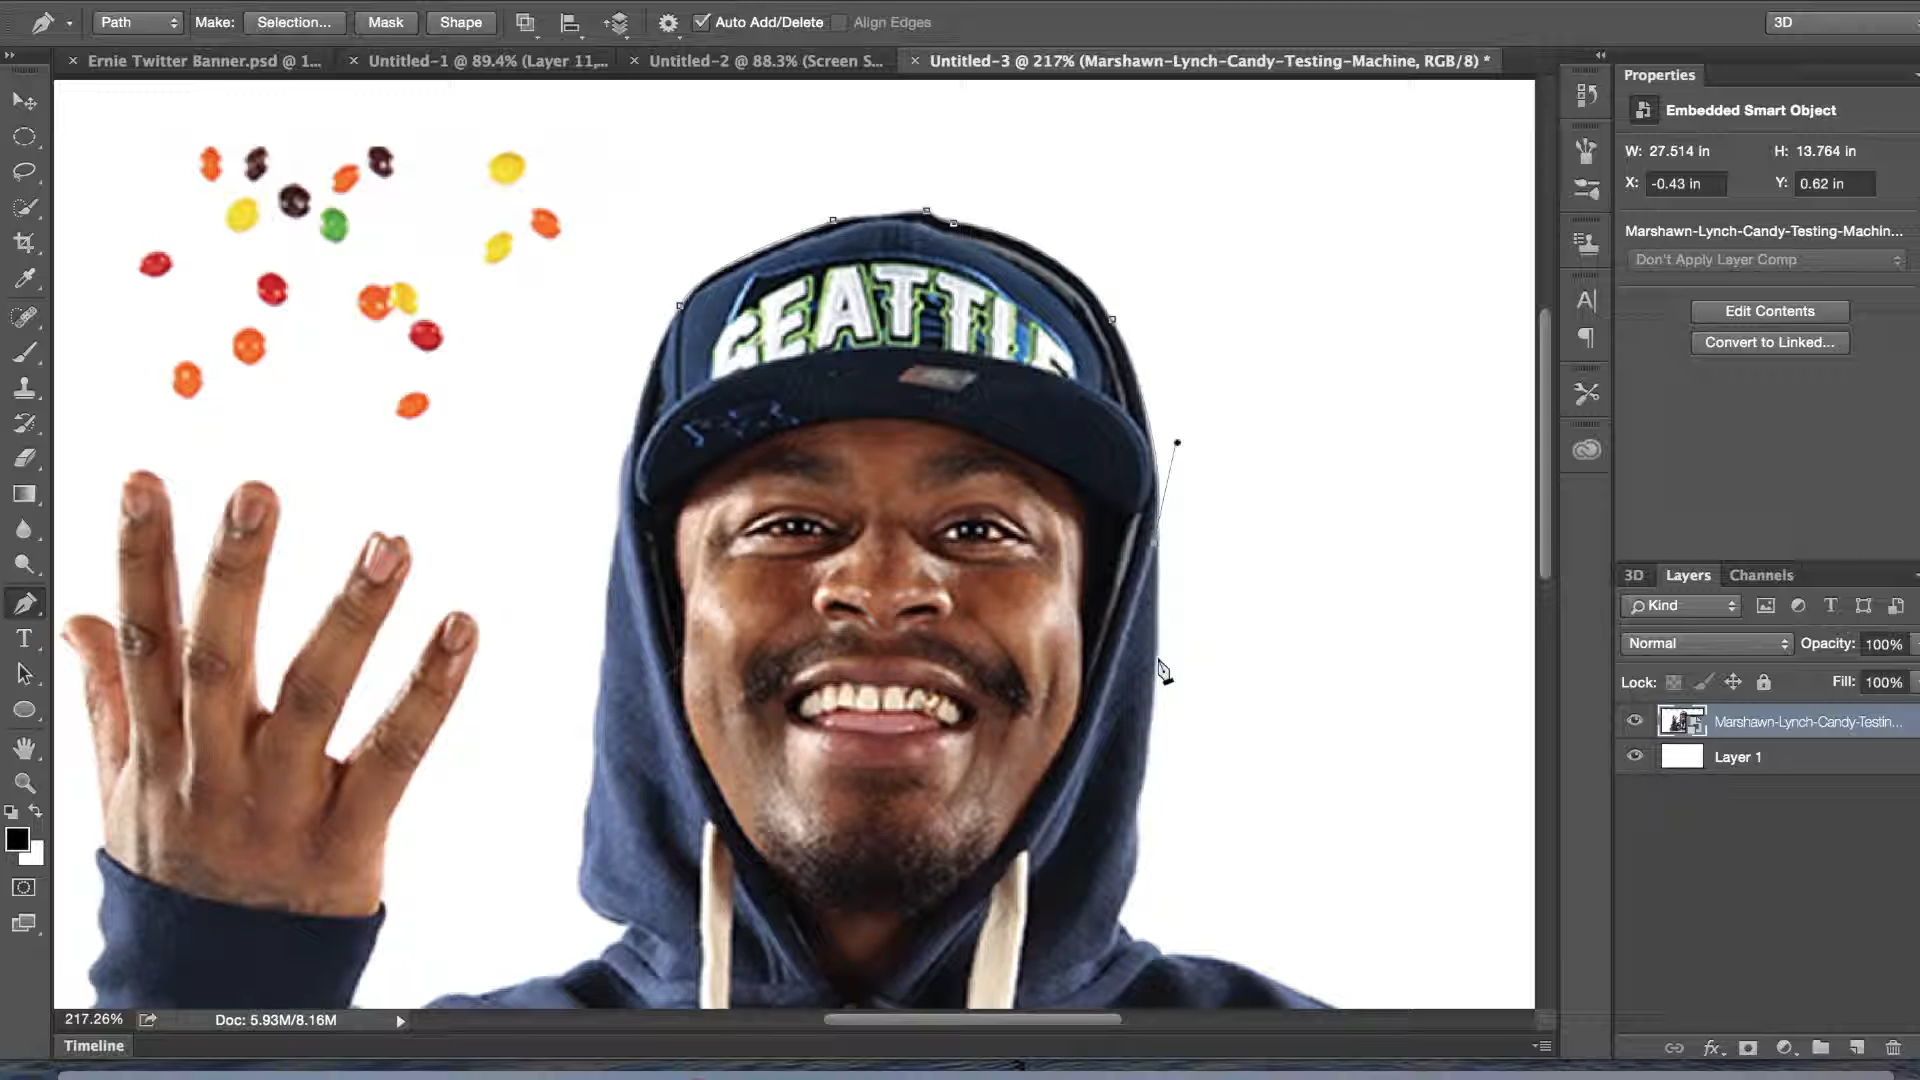 Path Make: Selection... Mask Shape Auto Add/Delete Align Edges 3D
Ernie Twitter Banner.psd @ 1... Untitled-1 @ 89.4% (Layer 11,... Untitled-2 @ 88.3% (Screen S... Untitled-3 @ 217% (Marshawn-Lynch-Candy-Testing-Machine, RGB/8) *
Properties
Embedded Smart Object
W: 27.514 in H: 13.764 in
X: -0.43 in Y: 0.62 in
Marshawn-Lynch-Candy-Testing-Machin...
Don't Apply Layer Comp
Edit Contents
Convert to Linked...
SEATTLE
3D Layers Channels
Kind
Normal Opacity: 100%
Lock: Fill: 100%
Marshawn-Lynch-Candy-Testin...
Layer 1
217.26% Doc: 5.93M/8.16M
Timeline